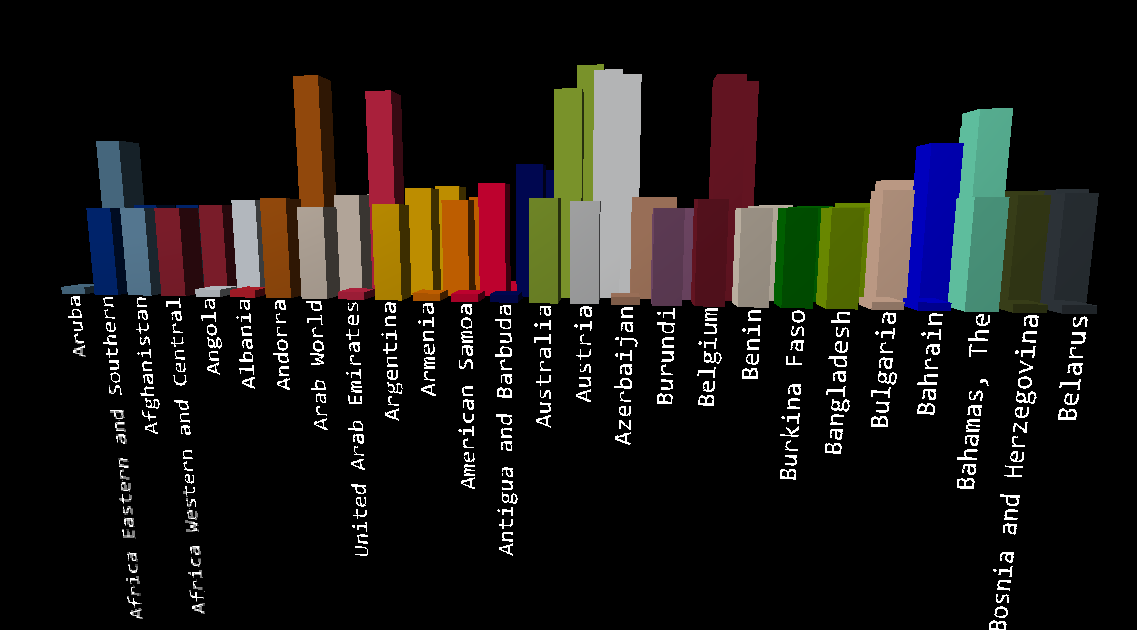 Aruba
Africa Eastern and Southern
Afghanistan
Africa Western and Central
Angola
Albania
Andorra
Arab World
United Arab Emirates
Argentina
Armenia
American Samoa
Antigua and Barbuda
Australia
Austria
Azerbaijan
Burundi
Belgium
Benin
Burkina Faso
Bangladesh
Bulgaria
Bahrain
Bahamas, The
Bosnia and Herzegovina
Belarus